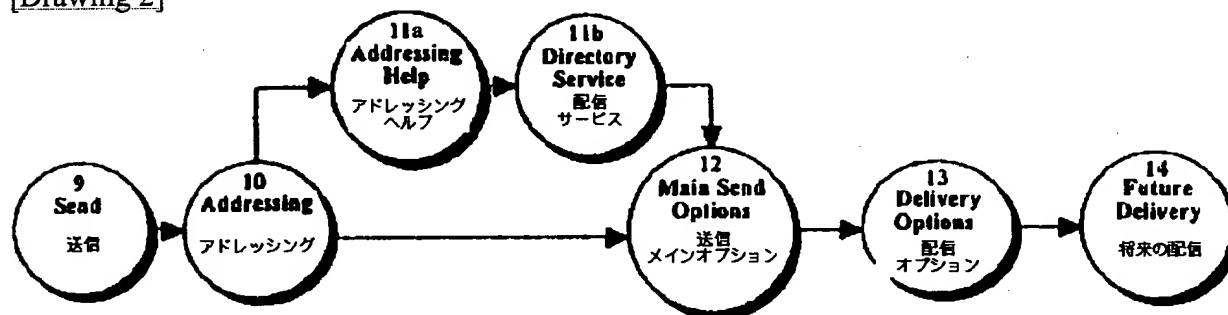 [Drawing 2]
11a
Addressing
Help
アドレッシング
ヘルプ
11b
Directory
Service
配信
サービス
9
Send
送信
10
Addressing
アドレッシング
12
Main Send
Options
送信
メインオプション
13
Delivery
Options
配信
オプション
14
Future
Delivery
将来の配信